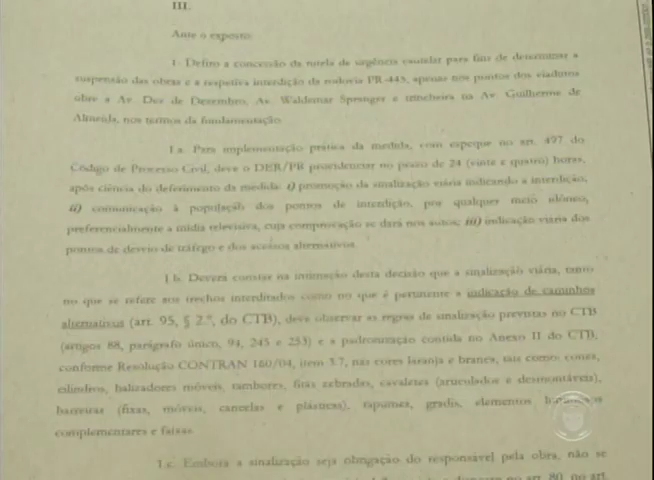 III.
Ante o exposto:
1. Defiro a concessão da tutela de urgência cautelar para fins de determinar a
suspensão das obras e a respetiva interdição da rodovia PR-445, apenas nos pontos dos viadutos
obre a Av. Dez de Dezembro, Av. Waldemar Spranger e trincheira na Av. Guilherme de
Almeida, nos termos da fundamentação.
1.a. Para implementação prática da medida, com espeque no art. 497 do
Código de Processo Civil, deve o DER/PR providenciar no prazo de 24 (vinte e quatro) horas,
após ciência do deferimento da medida: i) promoção da sinalização viária indicando a interdição;
ii) comunicação à população dos pontos de interdição, por qualquer meio idôneo,
preferencialmente a mídia televisiva, cuja comprovação se dará nos autos; iii) indicação viária dos
pontos de desvio de tráfego e dos acessos alternativos.
1.b. Deverá constar na intimação desta decisão que a sinalização viária, tanto
no que se refere aos trechos interditados como no que é pertinente a indicação de caminhos
alternativos (art. 95, § 2.º, do CTB), deve observar as regras de sinalização previstas no CTB
(artigos 88, parágrafo único, 94, 245 e 253) e a padronização contida no Anexo II do CTB,
conforme Resolução CONTRAN 160/04, item 3.7, nas cores laranja e branca, tais como: cones,
cilindro, balizadores móveis, tambores, fitas zebradas, cavaletes (articulados e desmontáveis),
barreiras (fixas, móveis, cancelas e plásticas), tapumes, gradis, elementos luminosos
complementares e faixas.
1.c. Embora a sinalização seja obrigação do responsável pela obra, não se
no art. 80, no art.